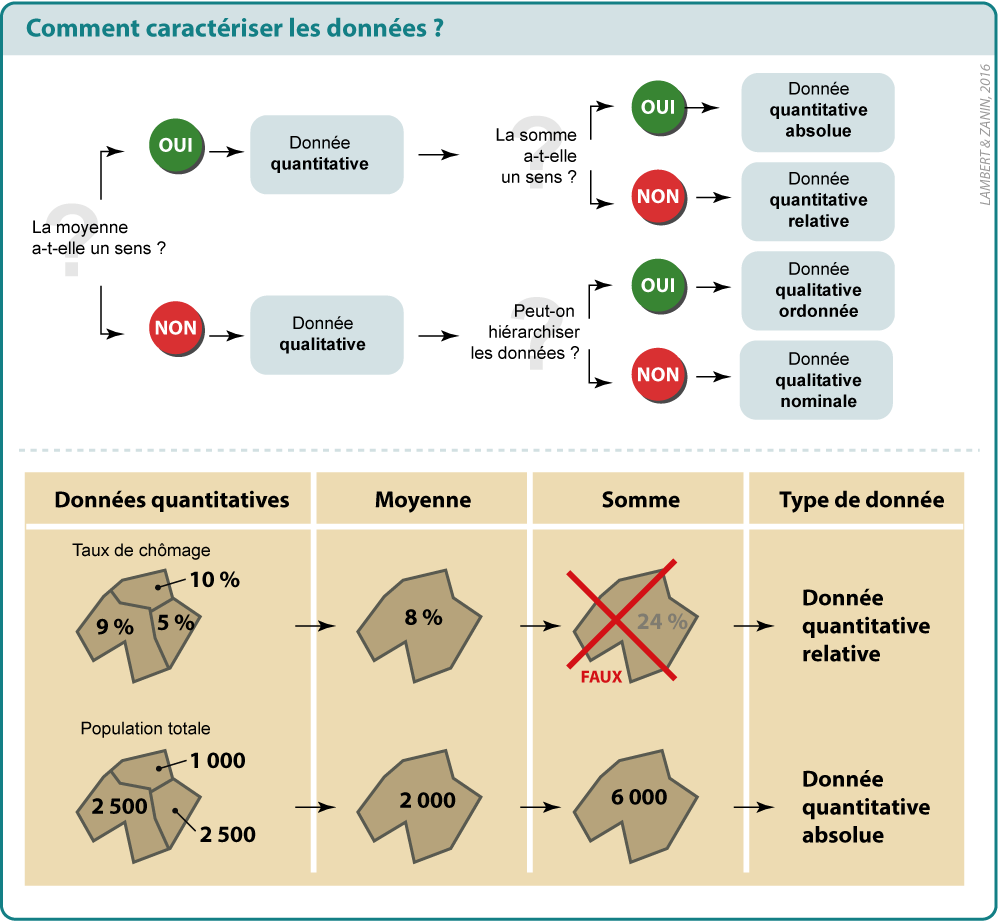 Comment caractériser les données ?
LAMBERT & ZANIN, 2016
La moyenne
a-t-elle un sens ?
?
OUI
Donnée
quantitative
La somme
a-t-elle
un sens ?
?
OUI
Donnée
quantitative
absolue
NON
Donnée
quantitative
relative
NON
Donnée
qualitative
Peut-on
hiérarchiser
les données ?
?
OUI
Donnée
qualitative
ordonnée
NON
Donnée
qualitative
nominale
Données quantitatives
Moyenne
Somme
Type de donnée
Taux de chômage
10 %
9 %
5 %
8 %
24 %
FAUX
Donnée
quantitative
relative
Population totale
1 000
2 500
2 500
2 000
6 000
Donnée
quantitative
absolue